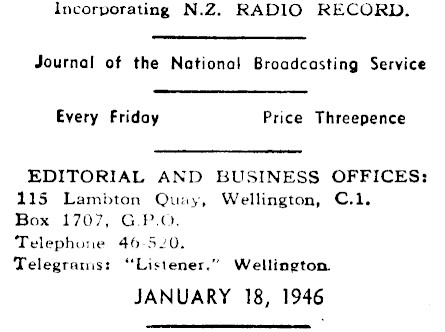 Incorporating N.Z. RADIO RECORD.
Journal of the National Broadcasting Service
Every Friday Price Threepence
EDITORIAL AND BUSINESS OFFICES:
115 Lambton Quay, Wellington, C.1.
Box 1707, G.P.O.
Telephone 46-520.
Telegrams: "Listener," Wellington.
JANUARY 18, 1946